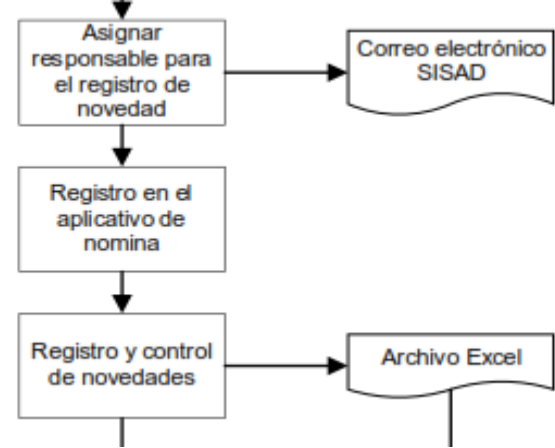 Asignar
responsable para
el registro de
novedad
Correo electrónico
SISAD
Registro en el
aplicativo de
nomina
Registro y control
de novedades
Archivo Excel